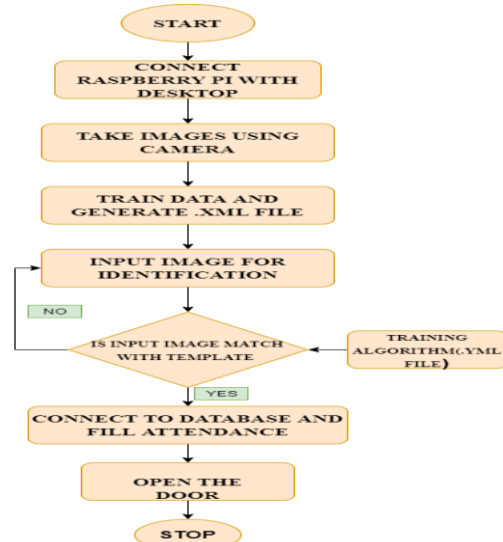 START
CONNECT
RASPBERRY PI WITH
DESKTOP
TAKE IMAGES USING
CAMERA
TRAIN DATA AND
GENERATE .XML FILE
INPUT IMAGE FOR
IDENTIFICATION
NO
IS INPUT IMAGE MATCH
WITH TEMPLATE
TRAINING
ALGORITHM(.YML
FILE)
YES
CONNECT TO DATABASE AND
FILL ATTENDANCE
OPEN THE
DOOR
STOP